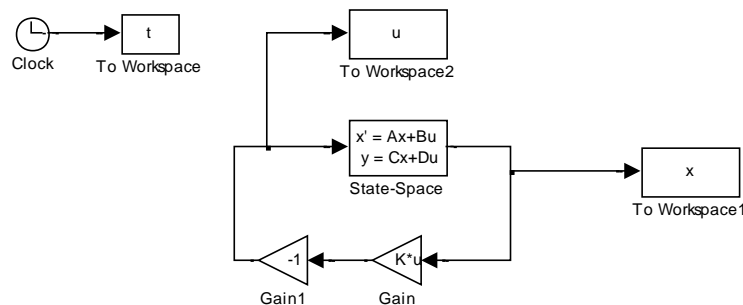 t
Clock
To Workspace
u
To Workspace2
x' = Ax+Bu
y = Cx+Du
State-Space
x
To Workspace1
-1
K*u
Gain1
Gain